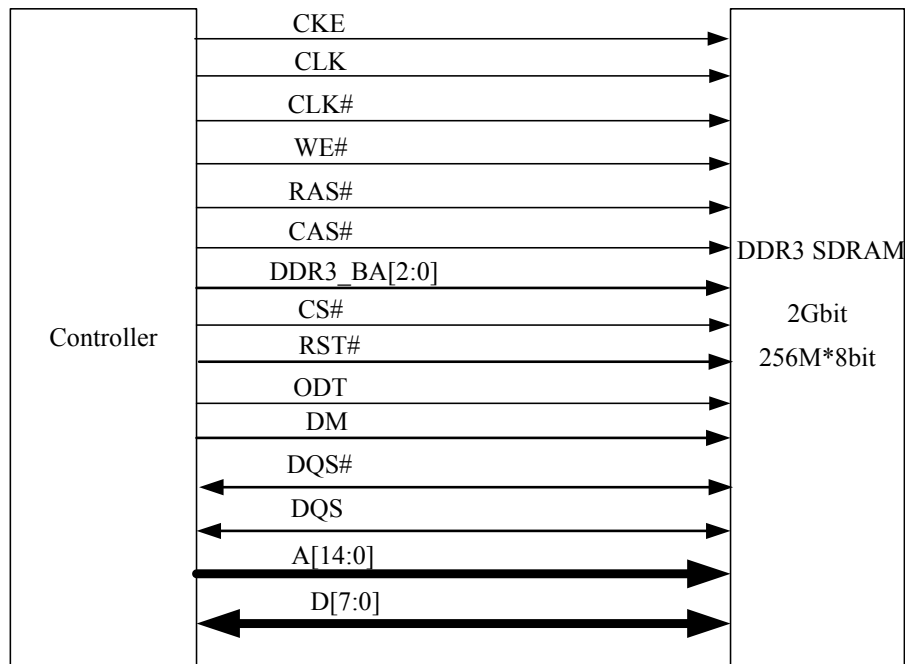 CKE
CLK
CLK#
WE#
RAS#
CAS#
DDR3_BA[2:0]
CS#
RST#
ODT
DM
DQS#
DQS
A[14:0]
D[7:0]
Controller
DDR3 SDRAM
2Gbit
256M*8bit